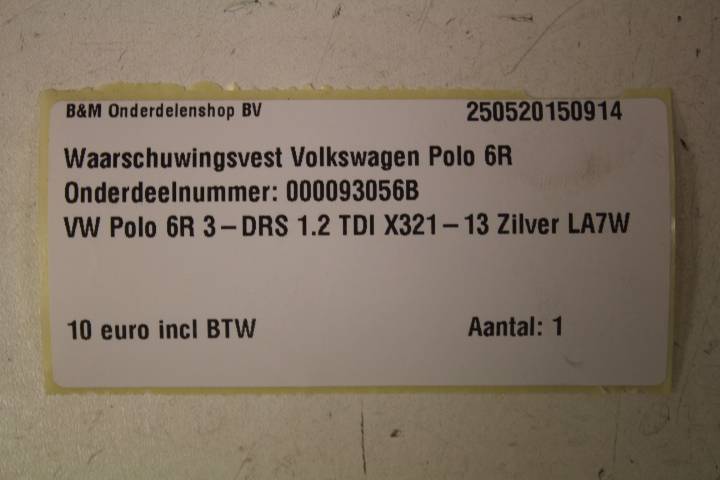 B&M Onderdelenshop BV 250520150914
Waarschuwingsvest Volkswagen Polo 6R
Onderdeelnummer: 000093056B
VW Polo 6R 3-DRS 1.2 TDI X321-13 Zilver LA7W
10 euro incl BTW Aantal: 1